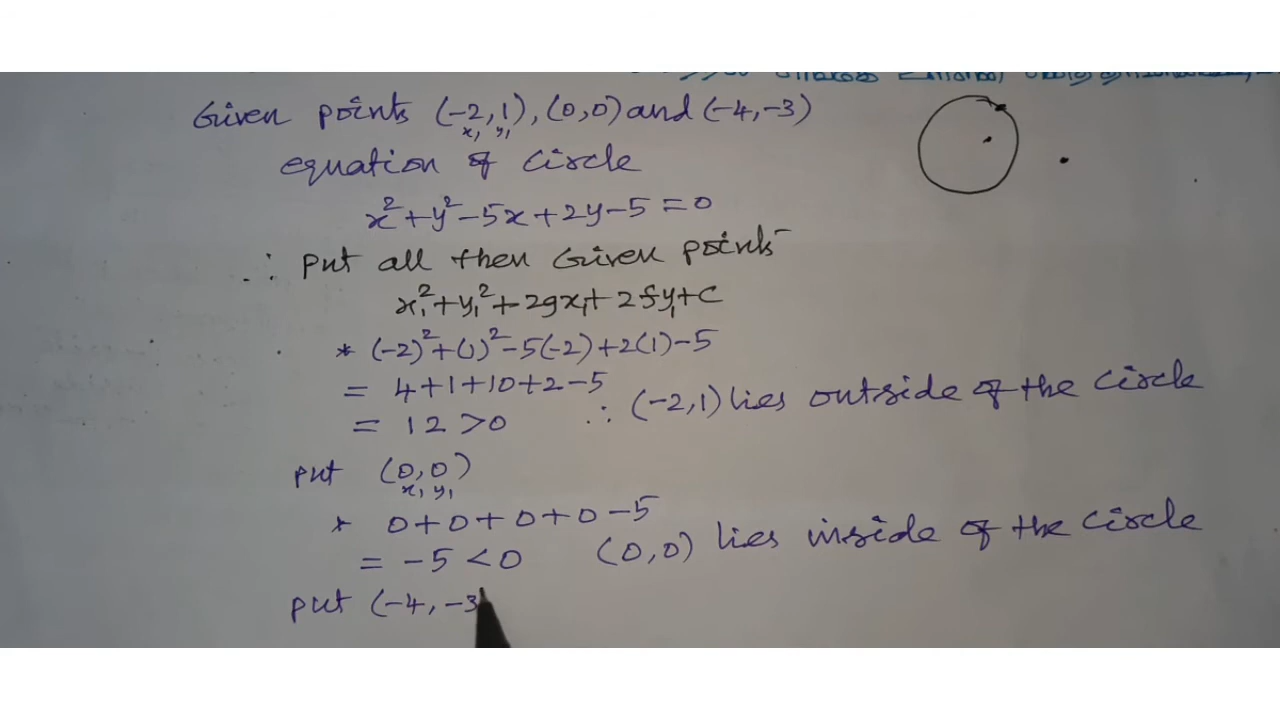 Given points (-2,1), (0,0) and (-4,-3)
x₁ y₁
equation of circle
x²+y²-5x+2y-5=0
∴ put all then Given points
x₁²+y₁²+2gx₁+2fy₁+c
* (-2)²+(1)²-5(-2)+2(1)-5
= 4+1+10+2-5
= 12>0 ∴ (-2,1) lies outside of the circle
put (0,0)
x₁ y₁
* 0+0+0+0-5
= -5<0 (0,0) lies inside of the circle
put (-4,-3